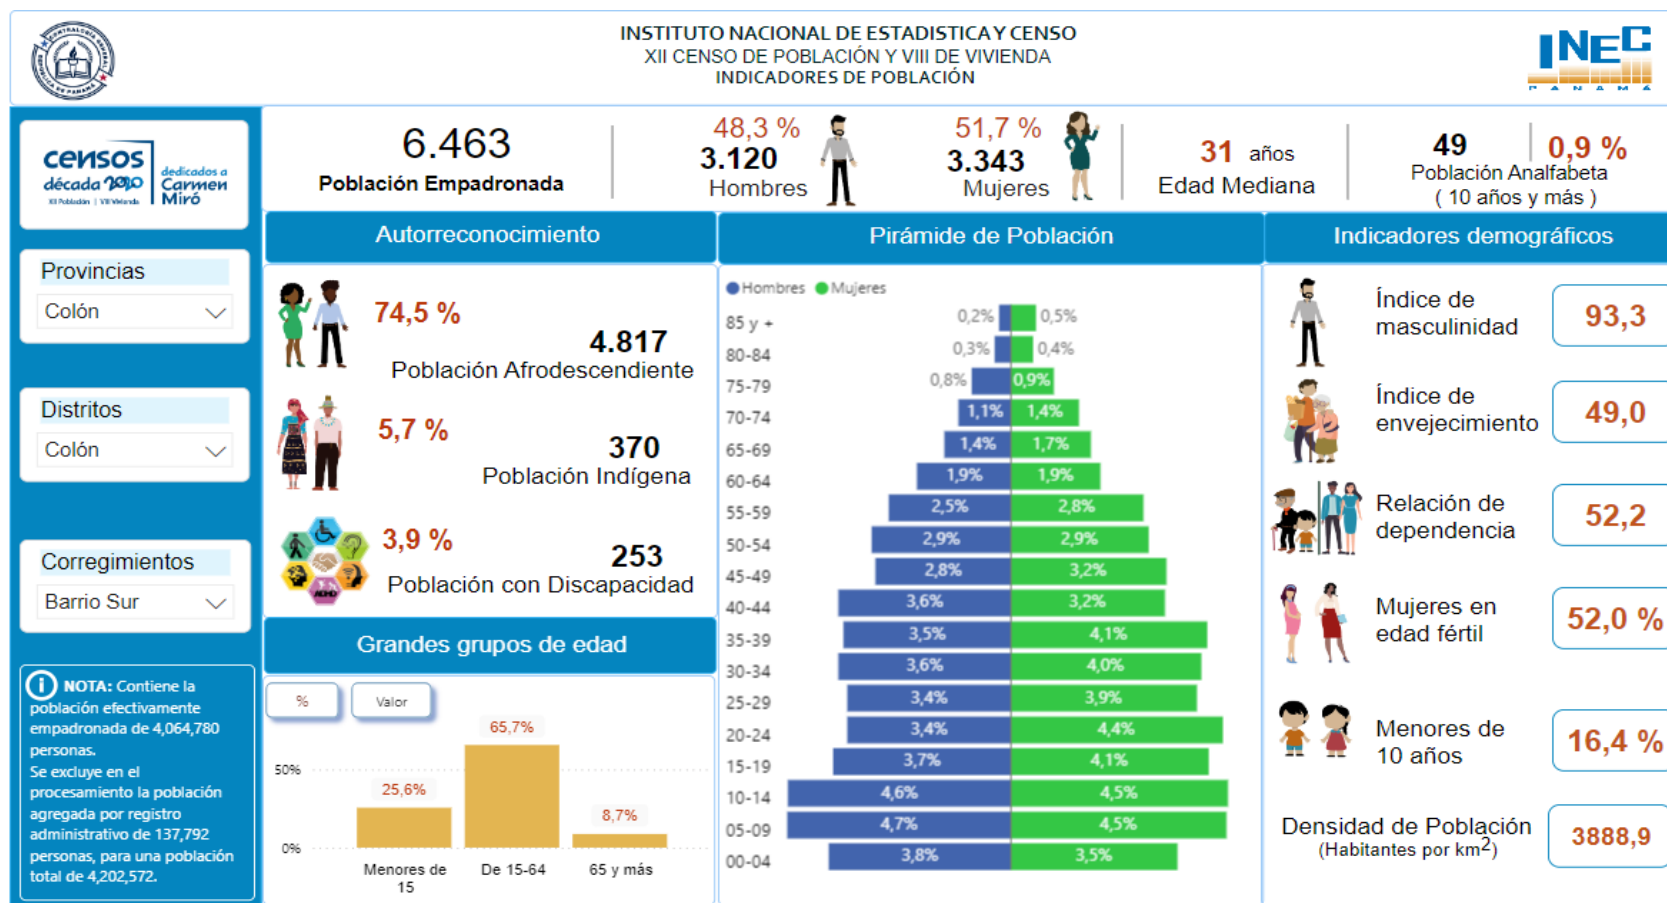 INSTITUTO NACIONAL DE ESTADISTICA Y CENSO
XII CENSO DE POBLACIÓN Y VIII DE VIVIENDA
INDICADORES DE POBLACIÓN
CONTRALORÍA GENERAL
REPÚBLICA DE PANAMÁ
INEC
PANAMÁ
censos
década 2020
XII Población | VIII Vivienda
dedicados a
Carmen
Miró
6.463
Población Empadronada
48,3 %
3.120
Hombres
51,7 %
3.343
Mujeres
31 años
Edad Mediana
49
0,9 %
Población Analfabeta
( 10 años y más )
Provincias
Colón
Distritos
Colón
Corregimientos
Barrio Sur
i NOTA: Contiene la
población efectivamente
empadronada de 4,064,780
personas.
Se excluye en el
procesamiento la población
agregada por registro
administrativo de 137,792
personas, para una población
total de 4,202,572.
Autorreconocimiento
74,5 %
4.817
Población Afrodescendiente
5,7 %
370
Población Indígena
3,9 %
253
Población con Discapacidad
Grandes grupos de edad
%
Valor
50%
0%
25,6%
65,7%
8,7%
Menores de
15
De 15-64
65 y más
Pirámide de Población
Hombres Mujeres
85 y + 0,2% 0,5%
80-84 0,3% 0,4%
75-79 0,8% 0,9%
70-74 1,1% 1,4%
65-69 1,4% 1,7%
60-64 1,9% 1,9%
55-59 2,5% 2,8%
50-54 2,9% 2,9%
45-49 2,8% 3,2%
40-44 3,6% 3,2%
35-39 3,5% 4,1%
30-34 3,6% 4,0%
25-29 3,4% 3,9%
20-24 3,4% 4,4%
15-19 3,7% 4,1%
10-14 4,6% 4,5%
05-09 4,7% 4,5%
00-04 3,8% 3,5%
Indicadores demográficos
Índice de
masculinidad
93,3
Índice de
envejecimiento
49,0
Relación de
dependencia
52,2
Mujeres en
edad fértil
52,0 %
Menores de
10 años
16,4 %
Densidad de Población
(Habitantes por km2)
3888,9